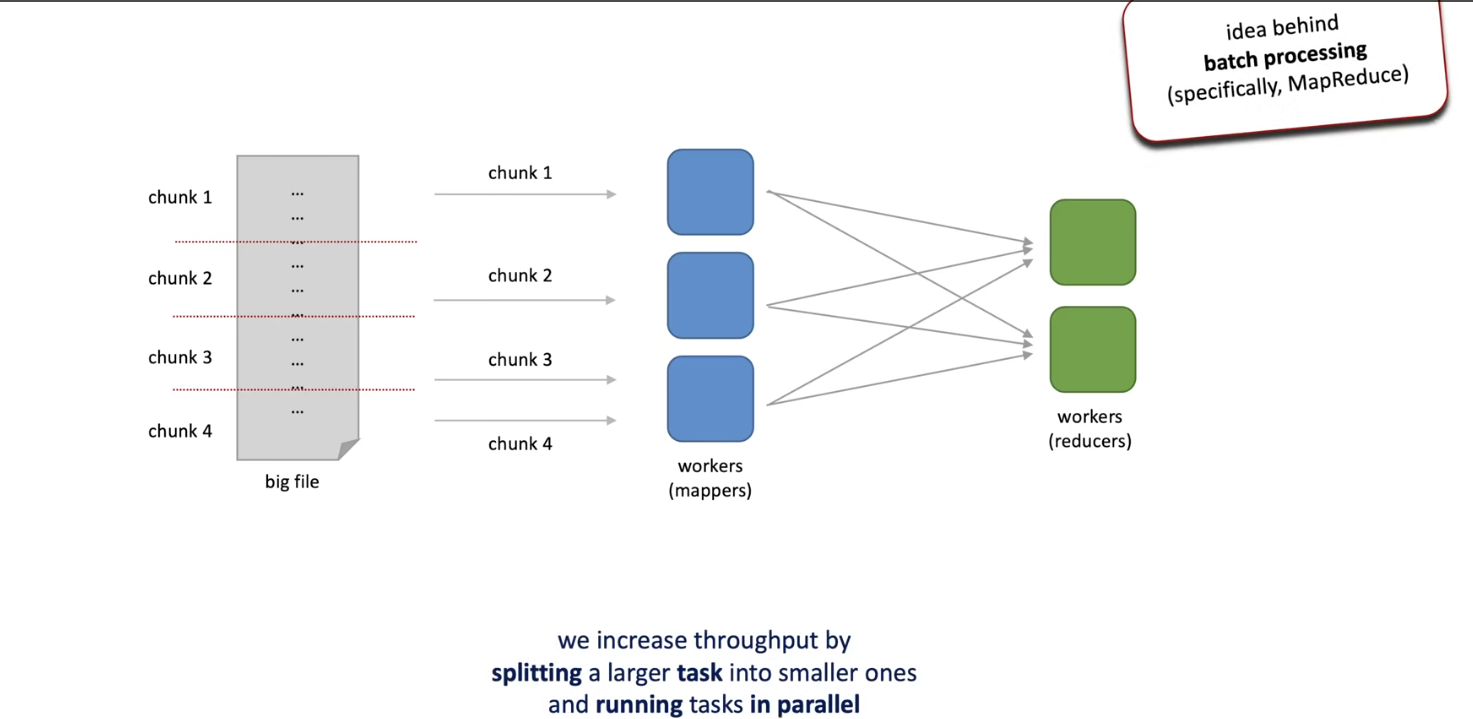 idea behind
batch processing
(specifically, MapReduce)
chunk 1
chunk 2
chunk 3
chunk 4
...
...
...
...
...
...
...
...
...
...
big file
chunk 1
chunk 2
chunk 3
chunk 4
workers
(mappers)
workers
(reducers)
we increase throughput by
splitting a larger task into smaller ones
and running tasks in parallel